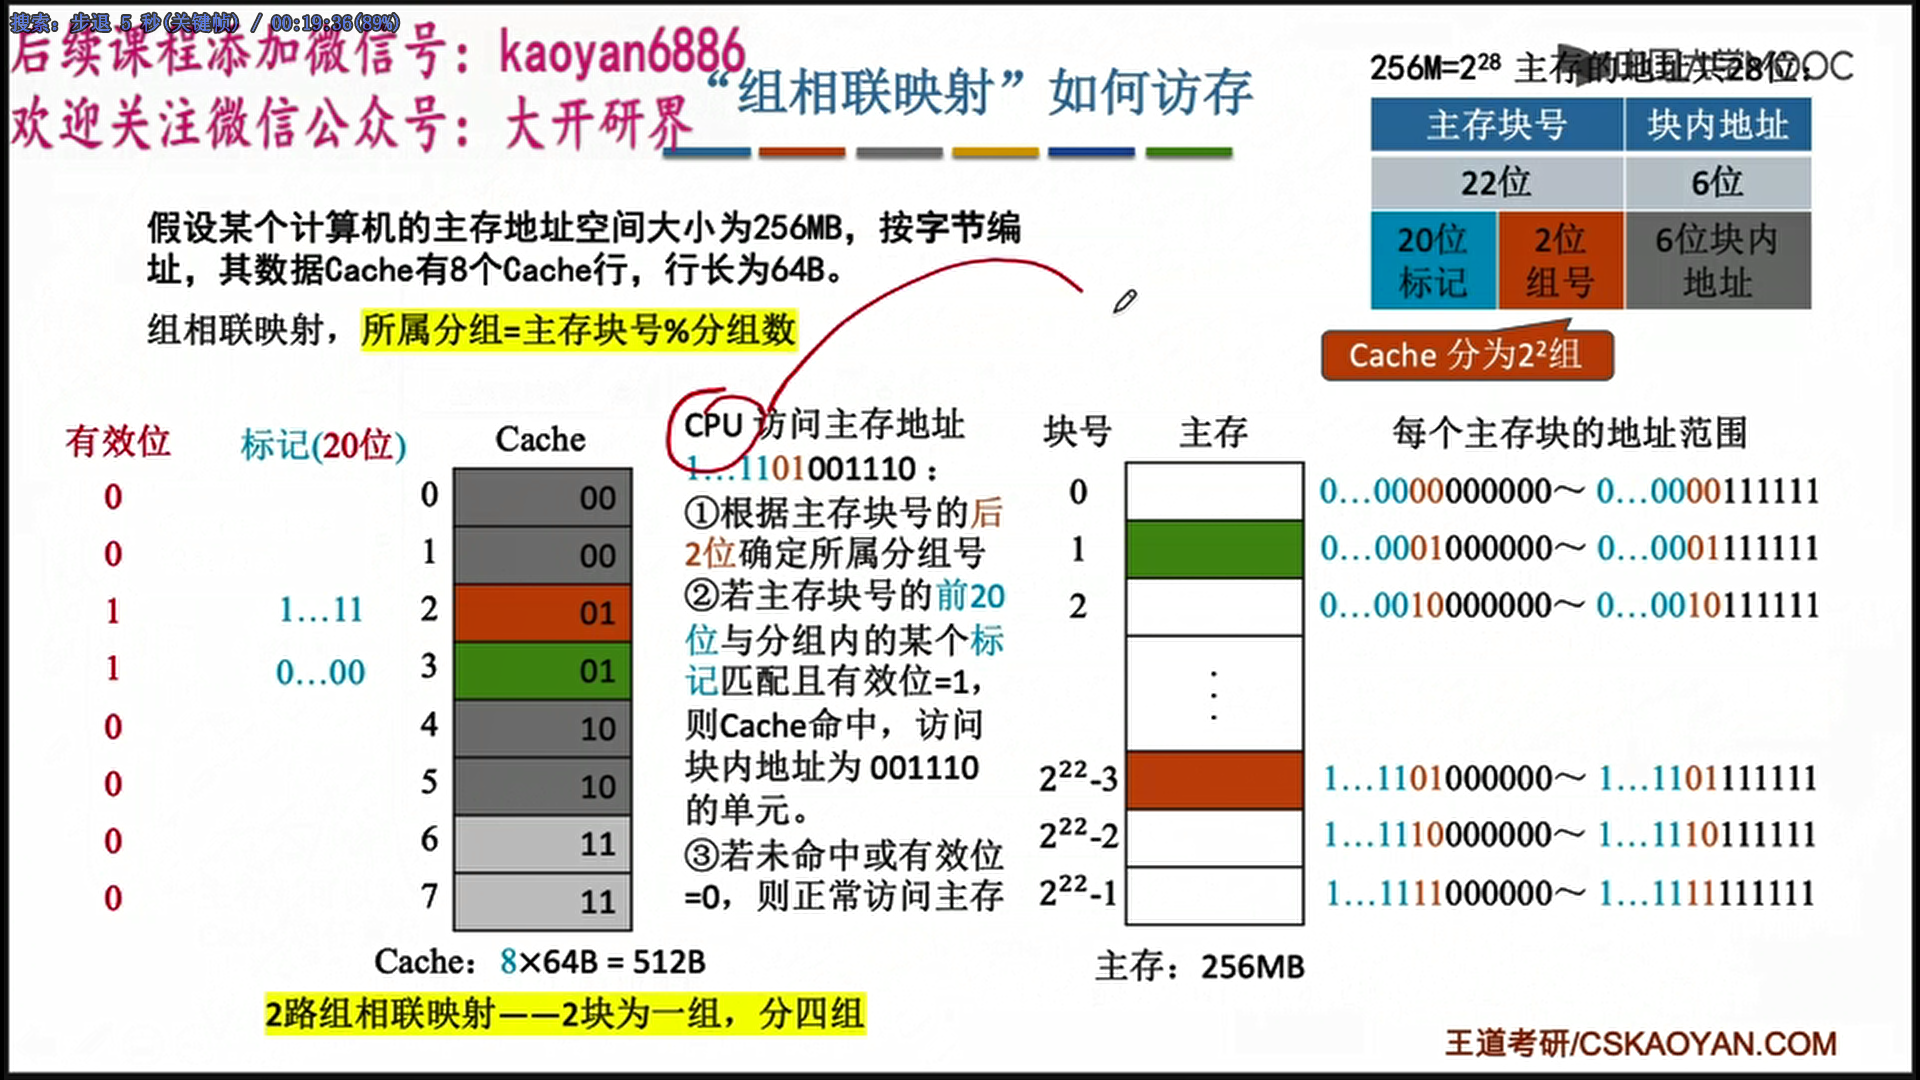 搜索: 步退 5 秒(关键帧) / 00:19:36(89%)
后续课程添加微信号：kaoyan6886
欢迎关注微信公众号：大开研界
“组相联映射”如何访存
256M=2²⁸ 主存的地址共28位：
主存块号 块内地址
22位 6位
20位标记 2位组号 6位块内地址
Cache 分为2²组
假设某个计算机的主存地址空间大小为256MB，按字节编
址，其数据Cache有8个Cache行，行长为64B。
组相联映射，所属分组=主存块号%分组数
有效位 标记(20位) Cache
0 0 00
0 1 00
1 1…11 2 01
1 0…00 3 01
0 4 10
0 5 10
0 6 11
0 7 11
Cache：8×64B = 512B
2路组相联映射——2块为一组，分四组
CPU 访问主存地址
1…1101001110：
①根据主存块号的后
2位确定所属分组号
②若主存块号的前20
位与分组内的某个标
记匹配且有效位=1，
则Cache命中，访问
块内地址为 001110
的单元。
③若未命中或有效位
=0，则正常访问主存
块号 主存 每个主存块的地址范围
0 0…0000000000～ 0…0000111111
1 0…0001000000～ 0…0001111111
2 0…0010000000～ 0…0010111111
⋮
2²²-3 1…1101000000～ 1…1101111111
2²²-2 1…1110000000～ 1…1110111111
2²²-1 1…1111000000～ 1…1111111111
主存：256MB
王道考研/CSKAOYAN.COM